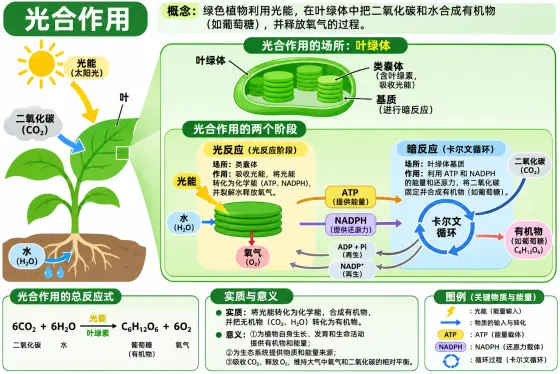 光合作用
概念：绿色植物利用光能，在叶绿体中把二氧化碳和水合成有机物
（如葡萄糖），并释放氧气的过程。
光能
（太阳光）
叶
二氧化碳
（CO₂）
水
（H₂O）
光合作用的场所：叶绿体
叶绿体
类囊体
（含叶绿素，
吸收光能）
基质
（进行暗反应）
光合作用的两个阶段
光反应（光反应阶段）
场所：类囊体
作用：吸收光能，将光能
转化为化学能（ATP、NADPH），
并裂解水释放氧气。
光能
水
（H₂O）
氧气
（O₂）
ATP
（提供能量）
NADPH
（提供还原力）
ADP + Pi
（再生）
NADP⁺
（再生）
暗反应（卡尔文循环）
场所：叶绿体基质
作用：利用 ATP 和 NADPH
的能量和还原力，将二氧化碳
固定并合成有机物（如葡萄糖）。
卡尔文
循环
二氧化碳
（CO₂）
有机物
（如葡萄糖）
C₆H₁₂O₆
光合作用的总反应式
6CO₂ + 6H₂O 光能 叶绿素 → C₆H₁₂O₆ + 6O₂
二氧化碳 水 葡萄糖 氧气
（有机物）
实质与意义
实质：将光能转化为化学能，合成有机物，
并把无机物（CO₂、H₂O）转化为有机物。
意义：①为植物自身生长、发育和生命活动
提供有机物和能量；
②为生态系统提供物质和能量来源；
③吸收 CO₂、释放 O₂，维持大气中氧气和二氧化碳的相对平衡。
图例（关键物质与能量）
：光能（能量输入）
：物质的输入与转化
ATP ：ATP（能量载体）
NADPH ：NADPH（还原力载体）
：循环过程（卡尔文循环）